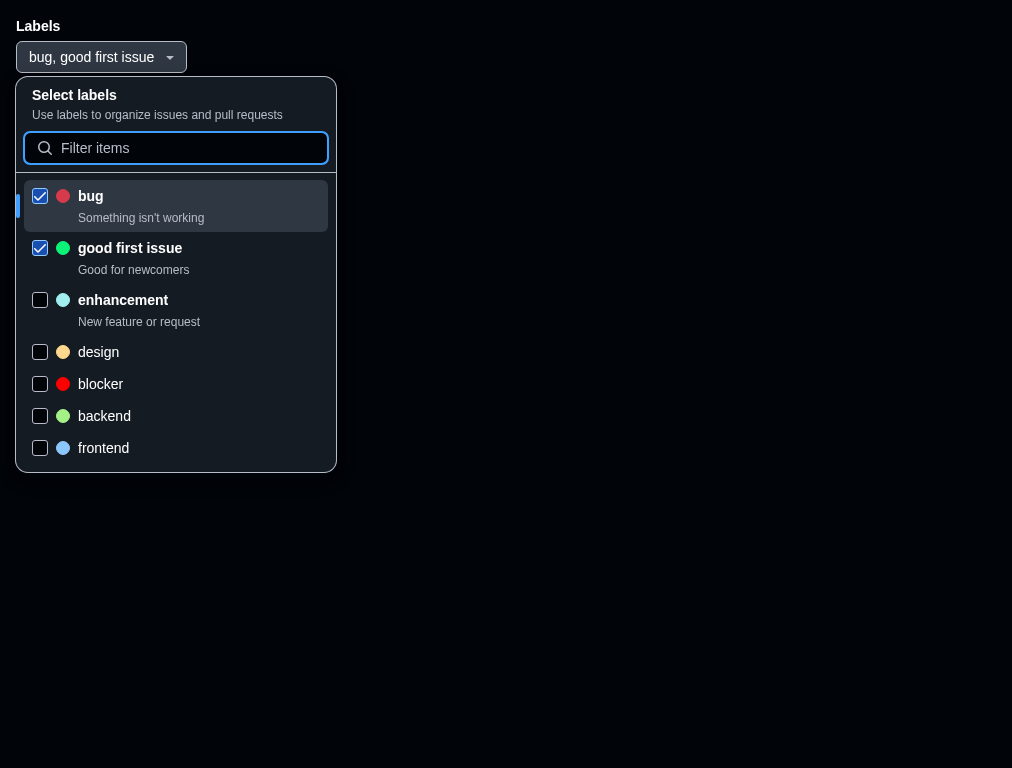 Labels
bug, good first issue
Select labels
Use labels to organize issues and pull requests
Filter items
bug
Something isn't working
good first issue
Good for newcomers
enhancement
New feature or request
design
blocker
backend
frontend